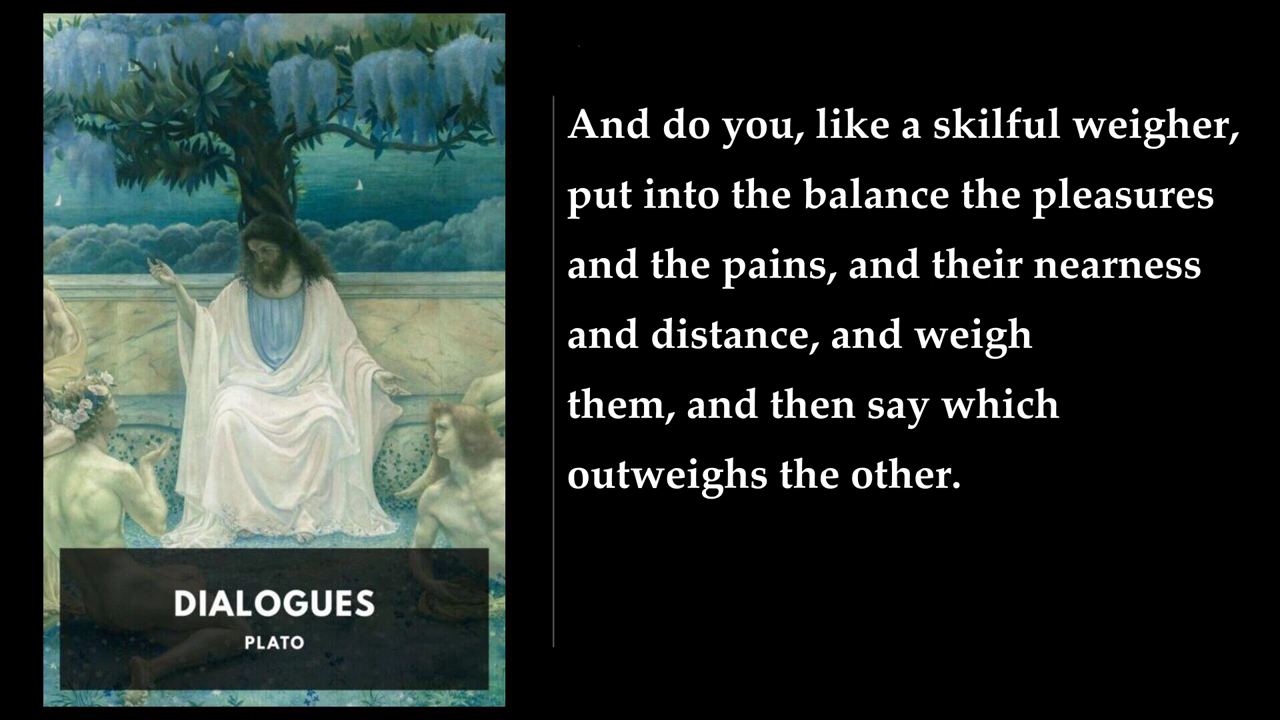 And do you, like a skilful weigher,
put into the balance the pleasures
and the pains, and their nearness
and distance, and weigh
them, and then say which
outweighs the other.
DIALOGUES
PLATO